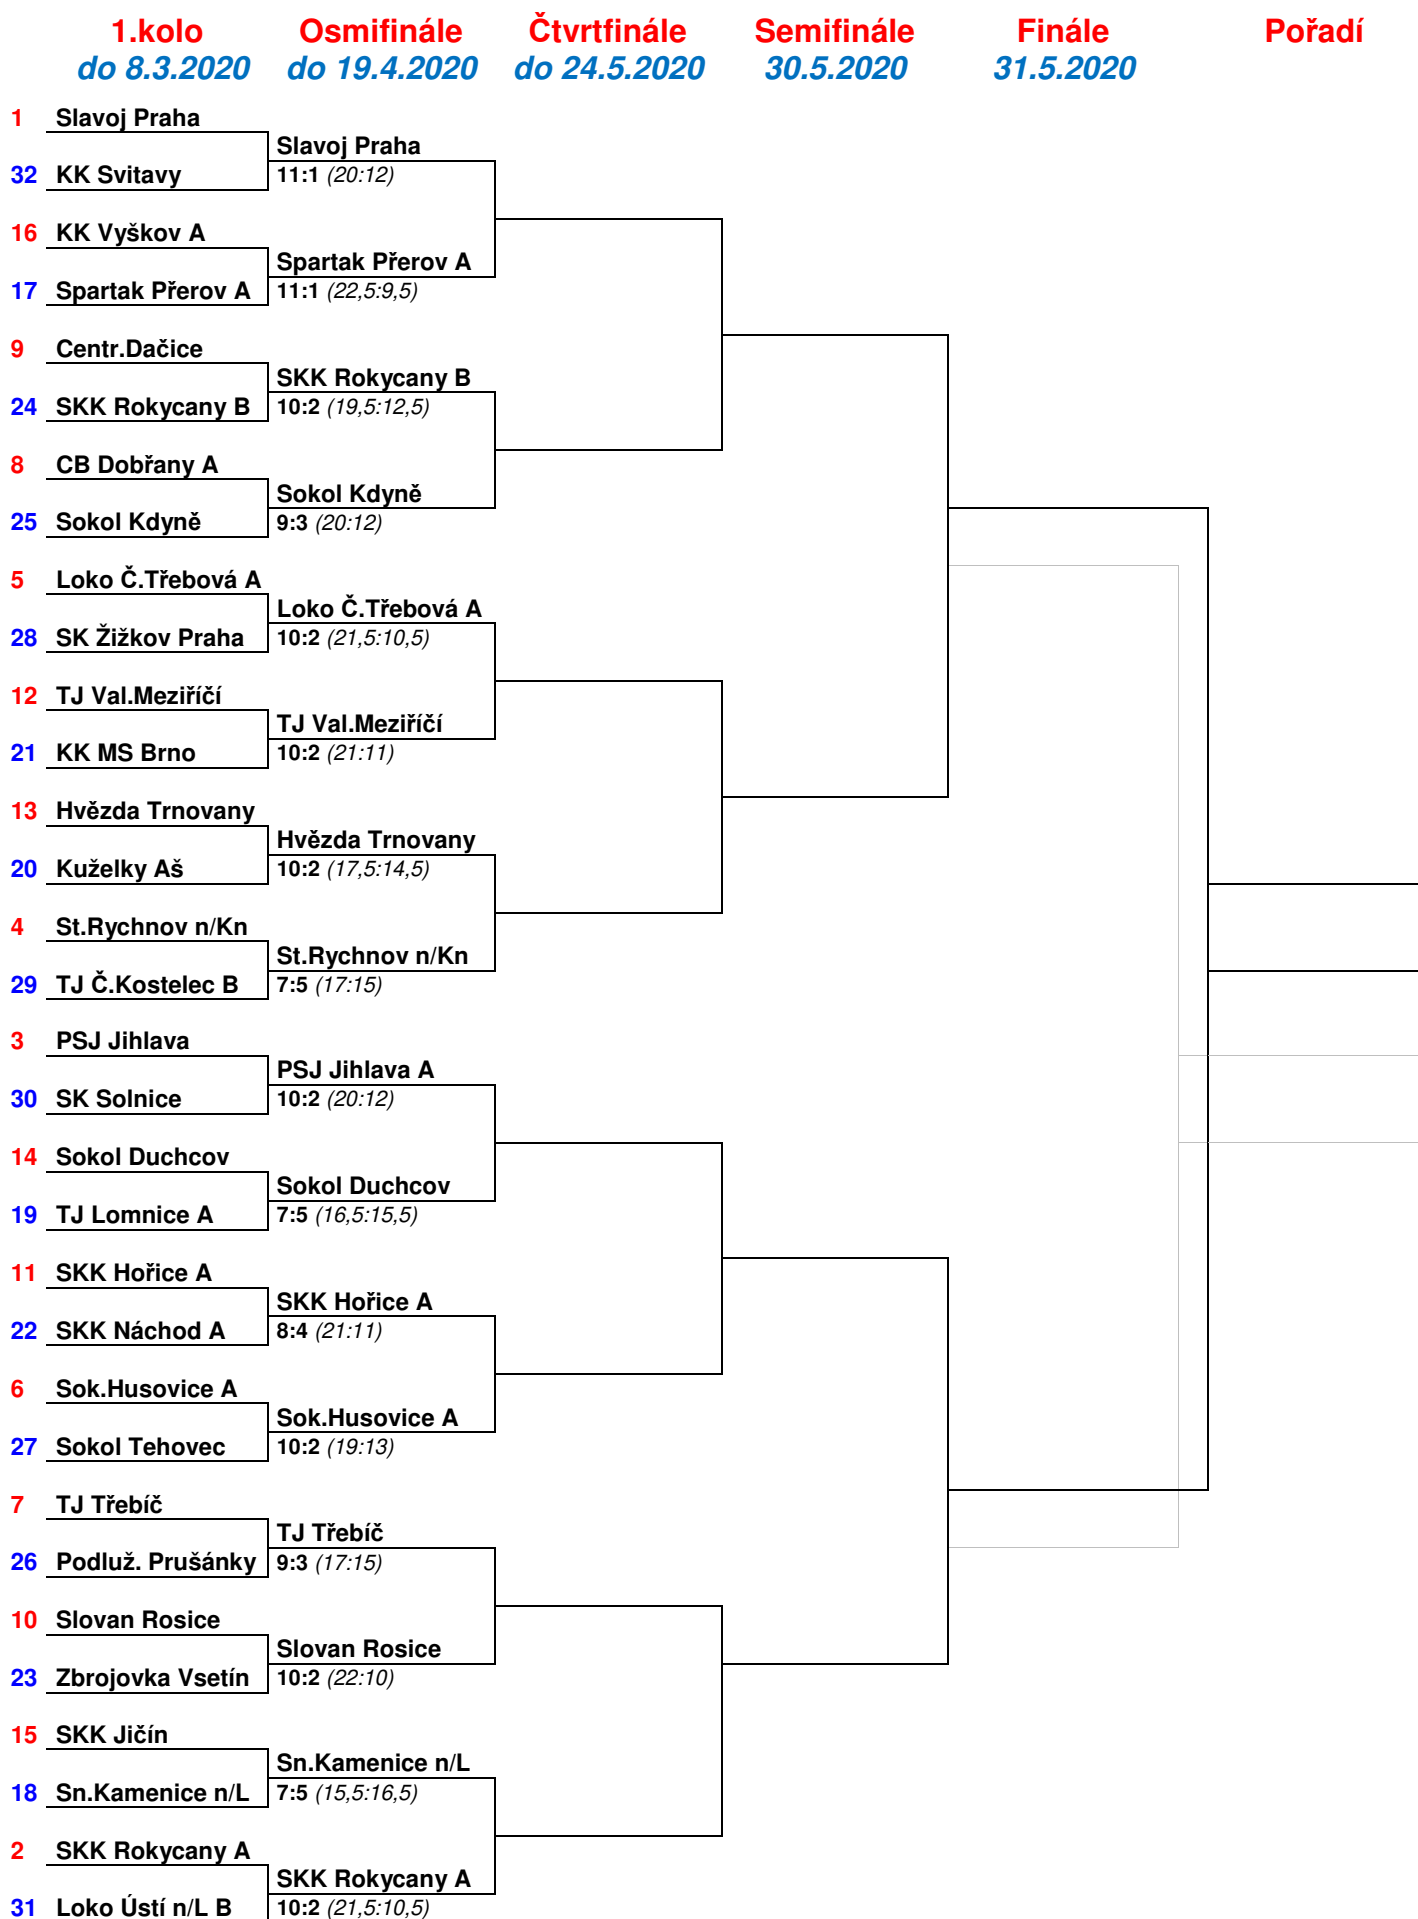 1.kolo Osmifinále Čtvrtfinále Semifinále Finále Pořadí
do 8.3.2020 do 19.4.2020 do 24.5.2020 30.5.2020 31.5.2020
1 Slavoj Praha
Slavoj Praha
32 KK Svitavy 11:1 (20:12)
16 KK Vyškov A
Spartak Přerov A
17 Spartak Přerov A 11:1 (22,5:9,5)
9 Centr.Dačice
SKK Rokycany B
24 SKK Rokycany B 10:2 (19,5:12,5)
8 CB Dobřany A
Sokol Kdyně
25 Sokol Kdyně 9:3 (20:12)
5 Loko Č.Třebová A
Loko Č.Třebová A
28 SK Žižkov Praha 10:2 (21,5:10,5)
12 TJ Val.Meziříčí
TJ Val.Meziříčí
21 KK MS Brno 10:2 (21:11)
13 Hvězda Trnovany
Hvězda Trnovany
20 Kuželky Aš 10:2 (17,5:14,5)
4 St.Rychnov n/Kn
St.Rychnov n/Kn
29 TJ Č.Kostelec B 7:5 (17:15)
3 PSJ Jihlava
PSJ Jihlava A
30 SK Solnice 10:2 (20:12)
14 Sokol Duchcov
Sokol Duchcov
19 TJ Lomnice A 7:5 (16,5:15,5)
11 SKK Hořice A
SKK Hořice A
22 SKK Náchod A 8:4 (21:11)
6 Sok.Husovice A
Sok.Husovice A
27 Sokol Tehovec 10:2 (19:13)
7 TJ Třebíč
TJ Třebíč
26 Podluž. Prušánky 9:3 (17:15)
10 Slovan Rosice
Slovan Rosice
23 Zbrojovka Vsetín 10:2 (22:10)
15 SKK Jičín
Sn.Kamenice n/L
18 Sn.Kamenice n/L 7:5 (15,5:16,5)
2 SKK Rokycany A
SKK Rokycany A
31 Loko Ústí n/L B 10:2 (21,5:10,5)